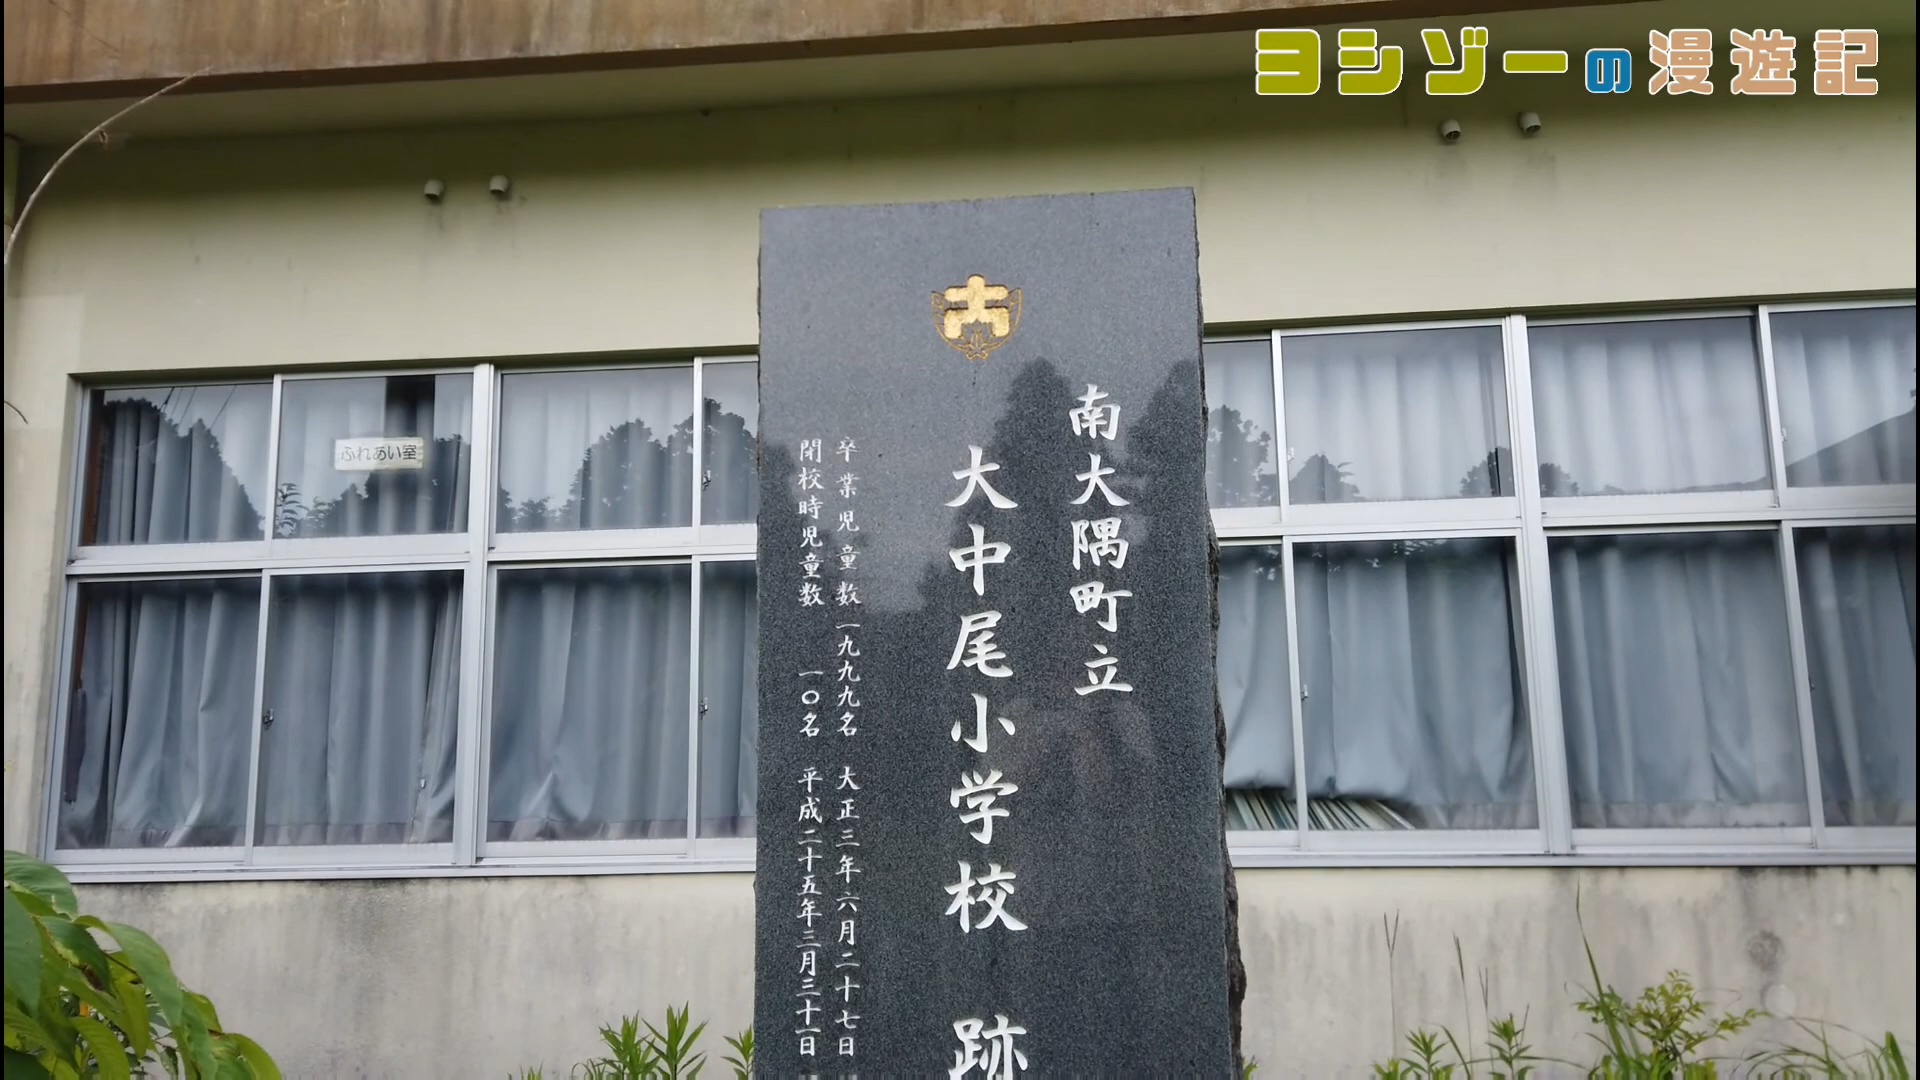 ヨシゾーの漫遊記
ふれあい室
南大隅町立
大中尾小学校 跡
卒業児童数一九九九名 大正三年六月二十七日
閉校時児童数 一〇名 平成二十五年三月三十一日